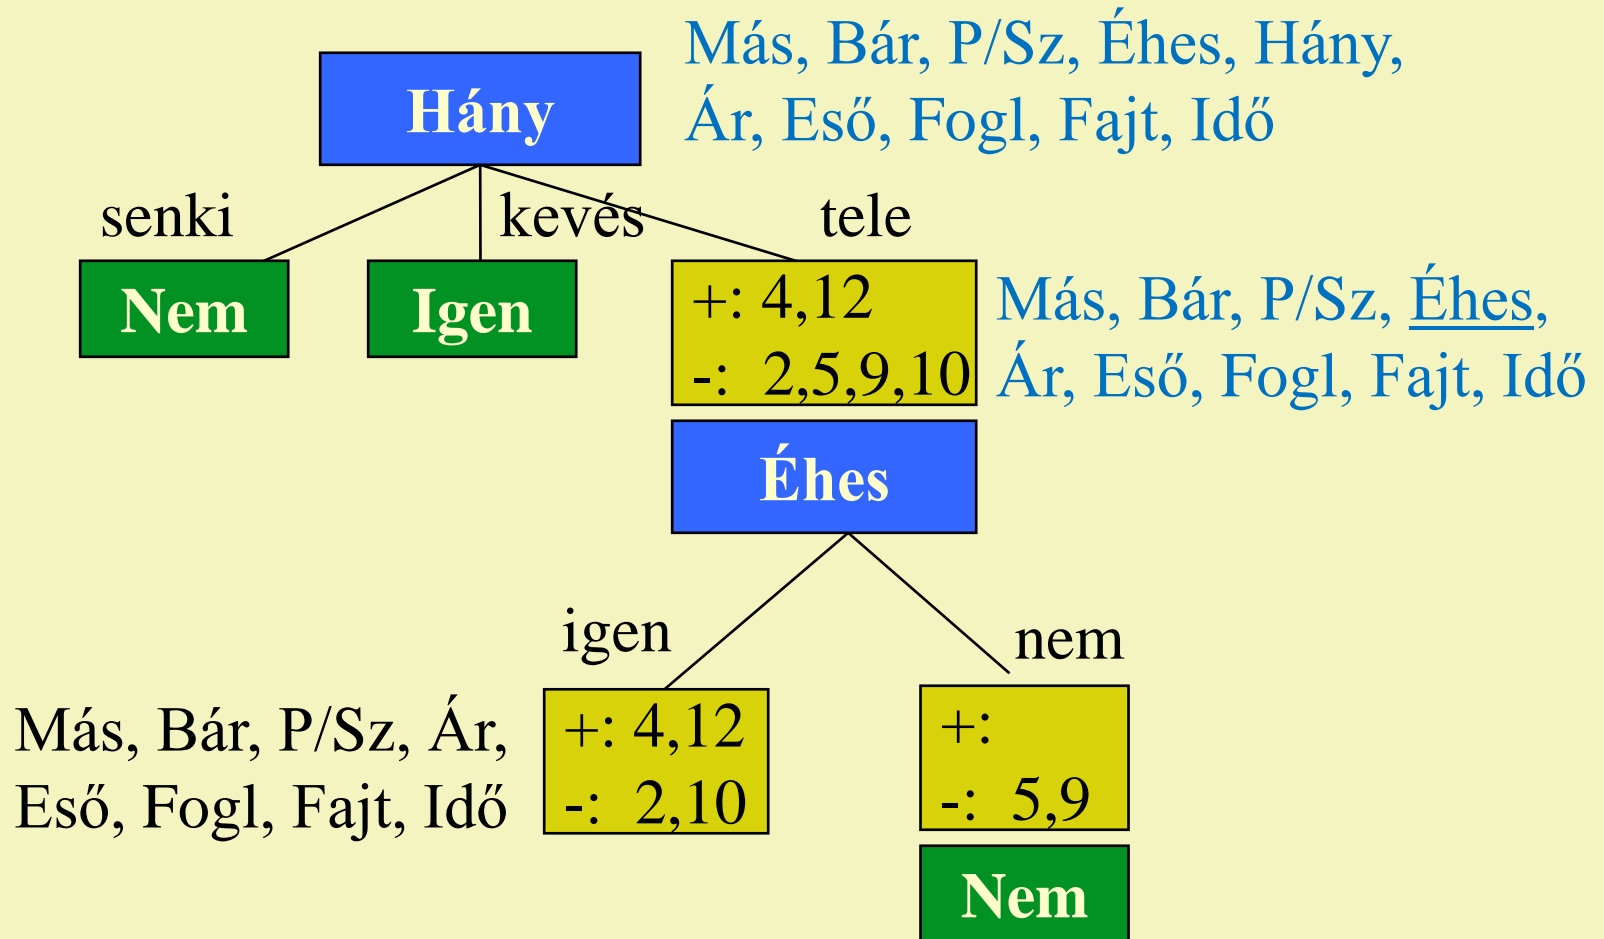 Más, Bár, P/Sz, Éhes, Hány,
Ár, Eső, Fogl, Fajt, Idő
Hány
senki
kevés
tele
Nem
Igen
+: 4,12
-: 2,5,9,10
Más, Bár, P/Sz, Éhes,
Ár, Eső, Fogl, Fajt, Idő
Éhes
igen
nem
Más, Bár, P/Sz, Ár,
Eső, Fogl, Fajt, Idő
+: 4,12
-: 2,10
+:
-: 5,9
Nem